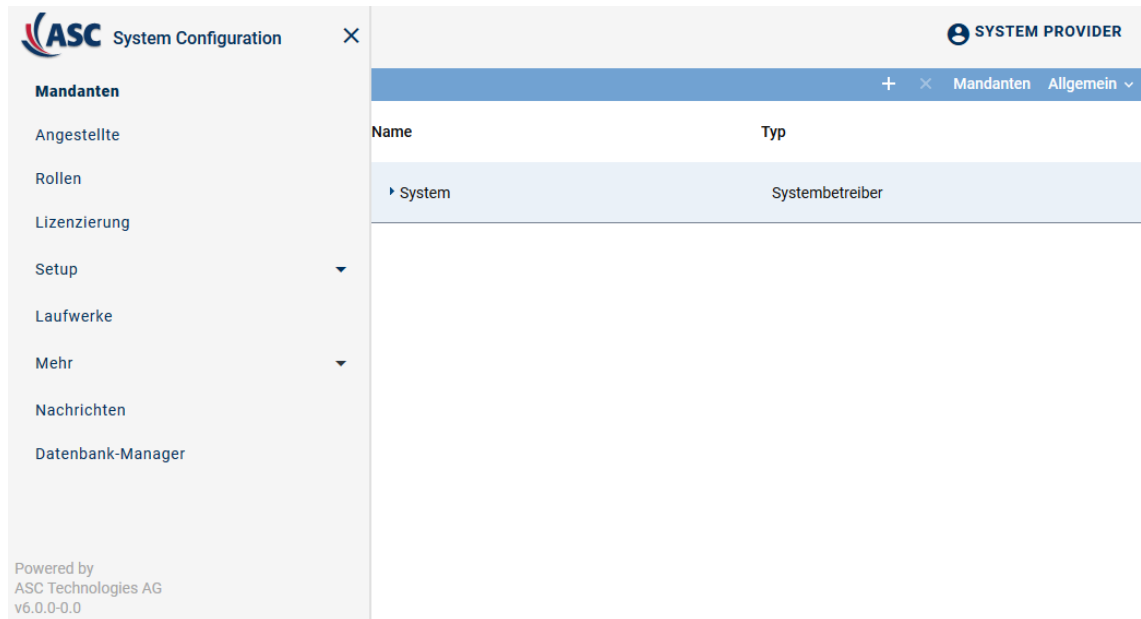 ASC System Configuration
SYSTEM PROVIDER
Mandanten
Angestellte
Rollen
Lizenzierung
Setup
Laufwerke
Mehr
Nachrichten
Datenbank-Manager
Powered by
ASC Technologies AG
v6.0.0-0.0
Mandanten Allgemein
Name Typ
System Systembetreiber